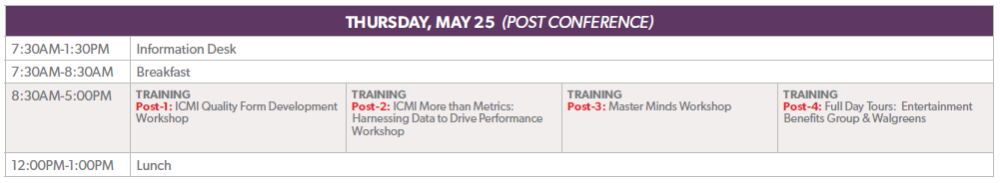 THURSDAY, MAY 25 (POST CONFERENCE)
7:30AM-1:30PM Information Desk
7:30AM-8:30AM Breakfast
8:30AM-5:00PM
TRAINING
Post-1: ICMI Quality Form Development
Workshop
TRAINING
Post-2: ICMI More than Metrics:
Harnessing Data to Drive Performance
Workshop
TRAINING
Post-3: Master Minds Workshop
TRAINING
Post-4: Full Day Tours: Entertainment
Benefits Group & Walgreens
12:00PM-1:00PM Lunch